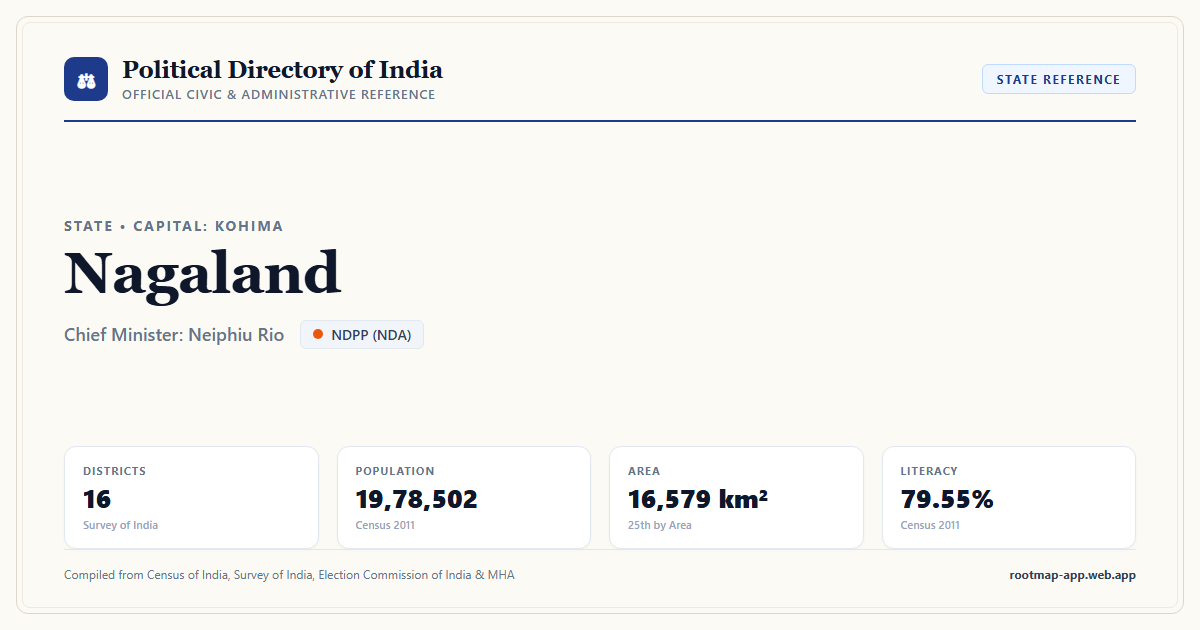 Political Directory of India
OFFICIAL CIVIC & ADMINISTRATIVE REFERENCE
STATE REFERENCE
STATE • CAPITAL: KOHIMA
Nagaland
Chief Minister: Neiphiu Rio
NDPP (NDA)
DISTRICTS
16
Survey of India
POPULATION
19,78,502
Census 2011
AREA
16,579 km²
25th by Area
LITERACY
79.55%
Census 2011
Compiled from Census of India, Survey of India, Election Commission of India & MHA
rootmap-app.web.app